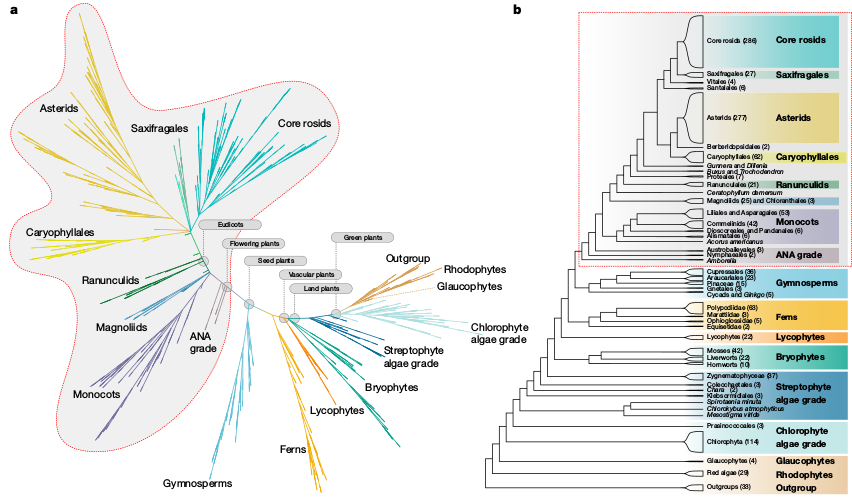 a
Asterids
Saxifragales
Core rosids
Caryophyllales
Eudicots
Flowering plants
Green plants
Seed plants
Vascular plants
Land plants
Outgroup
Rhodophytes
Glaucophytes
Ranunculids
Magnoliids
ANA
grade
Chlorophyte
algae grade
Streptophyte
algae grade
Bryophytes
Monocots
Lycophytes
Ferns
Gymnosperms
b
Core rosids (286) Core rosids
Saxifragales (27) Saxifragales
Vitales (4)
Santalales (6)
Asterids (277) Asterids
Berberidopsidales (2)
Caryophyllales (62) Caryophyllales
Gunnera and Dillenia
Buxus and Trochodendron
Proteales (7)
Ranunculales (21) Ranunculids
Ceratophyllum demersum
Magnoliids (25) and Chloranthales (3)
Liliales and Asparagales (53)
Commelinids (42) Monocots
Dioscoreales and Pandanales (6)
Alismatales (6)
Acorus americanus
Austrobaileyales (3)
Nymphaeales (2) ANA grade
Amborella
Cupressales (36)
Araucariales (23)
Pinaceae (15) Gymnosperms
Gnetales (3)
Cycads and Ginkgo (5)
Polypodiidae (63)
Marattiidae (3) Ferns
Ophioglossidae (5)
Equisetidae (2)
Lycophytes (22) Lycophytes
Mosses (42)
Liverworts (22) Bryophytes
Hornworts (10)
Zygnematophyceae (37)
Coleochaetales (3) Streptophyte
Chara (2) algae grade
Klebsormidiales (3)
Spirotaenia minuta
Chlorokybus atmophyticus
Mesostigma viride
Prasinococcales (3) Chlorophyte
Chlorophyta (114) algae grade
Glaucophytes (4) Glaucophytes
Red algae (29) Rhodophytes
Outgroups (33) Outgroup